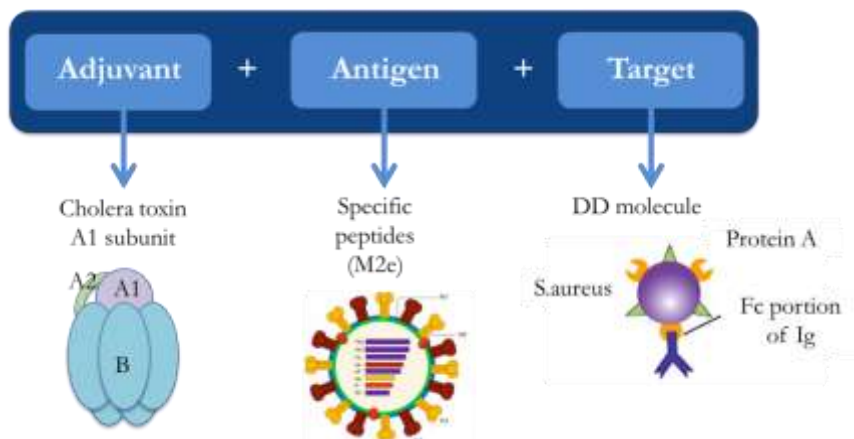 Adjuvant + Antigen + Target
Cholera toxin
A1 subunit
Specific
peptides
(M2e)
DD molecule
Protein A
S.aureus
Fc portion
of Ig
A2
A1
B